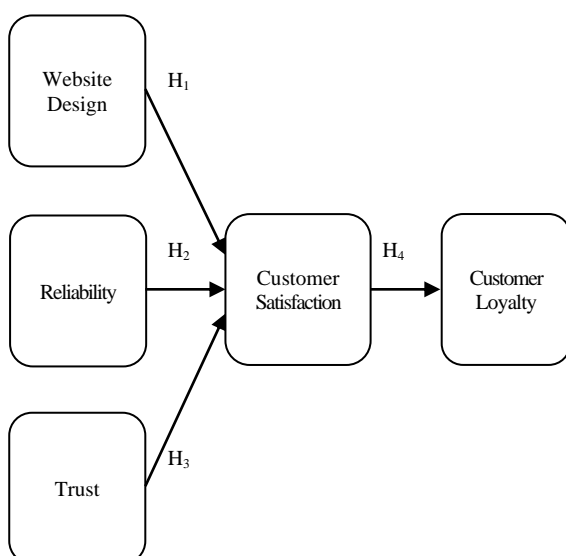 Website
Design
H₁
Reliability
H₂
Customer
Satisfaction
H₄
Customer
Loyalty
H₃
Trust